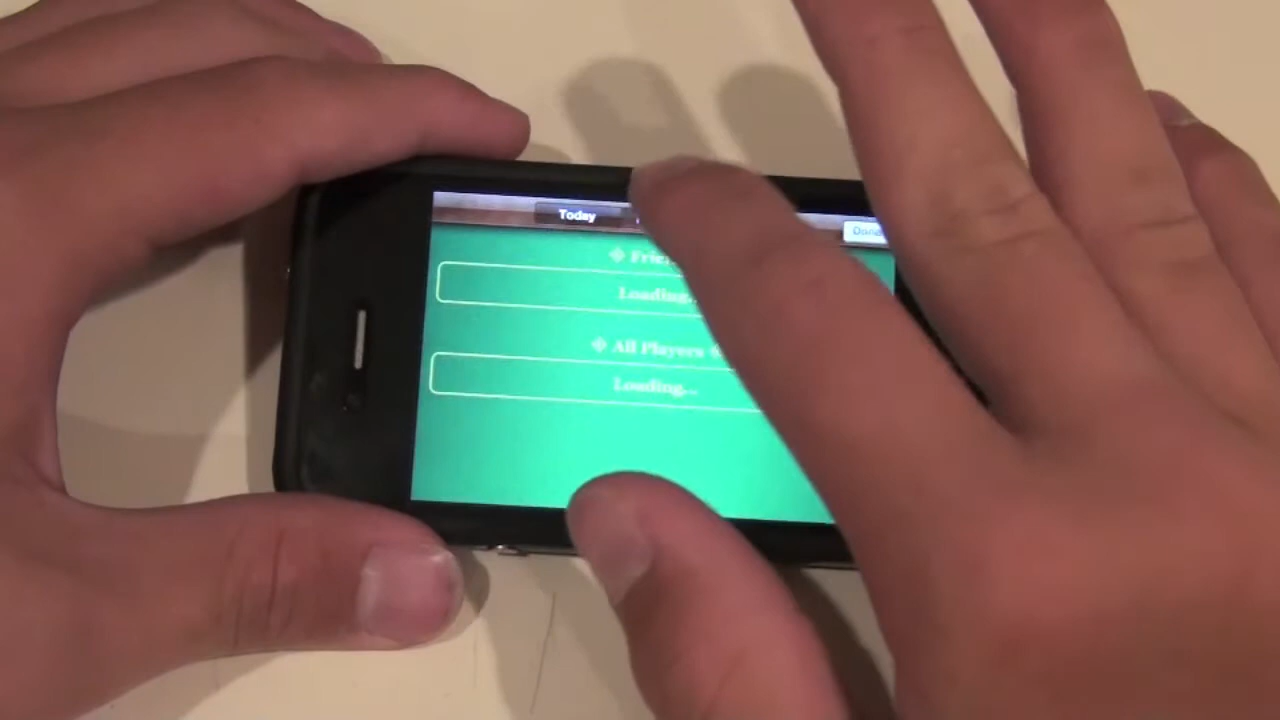 Today
Done
Loading...
❖ All Players
Loading...